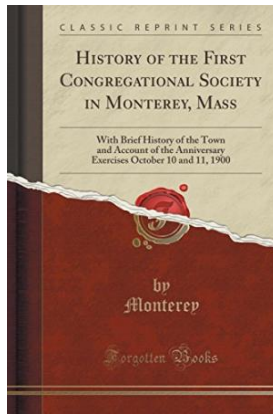 CLASSIC REPRINT SERIES
HISTORY OF THE FIRST
CONGREGATIONAL SOCIETY
IN MONTEREY, MASS
With Brief History of the Town
and Account of the Anniversary
Exercises October 10 and 11, 1900
by
Monterey
Forgotten Books